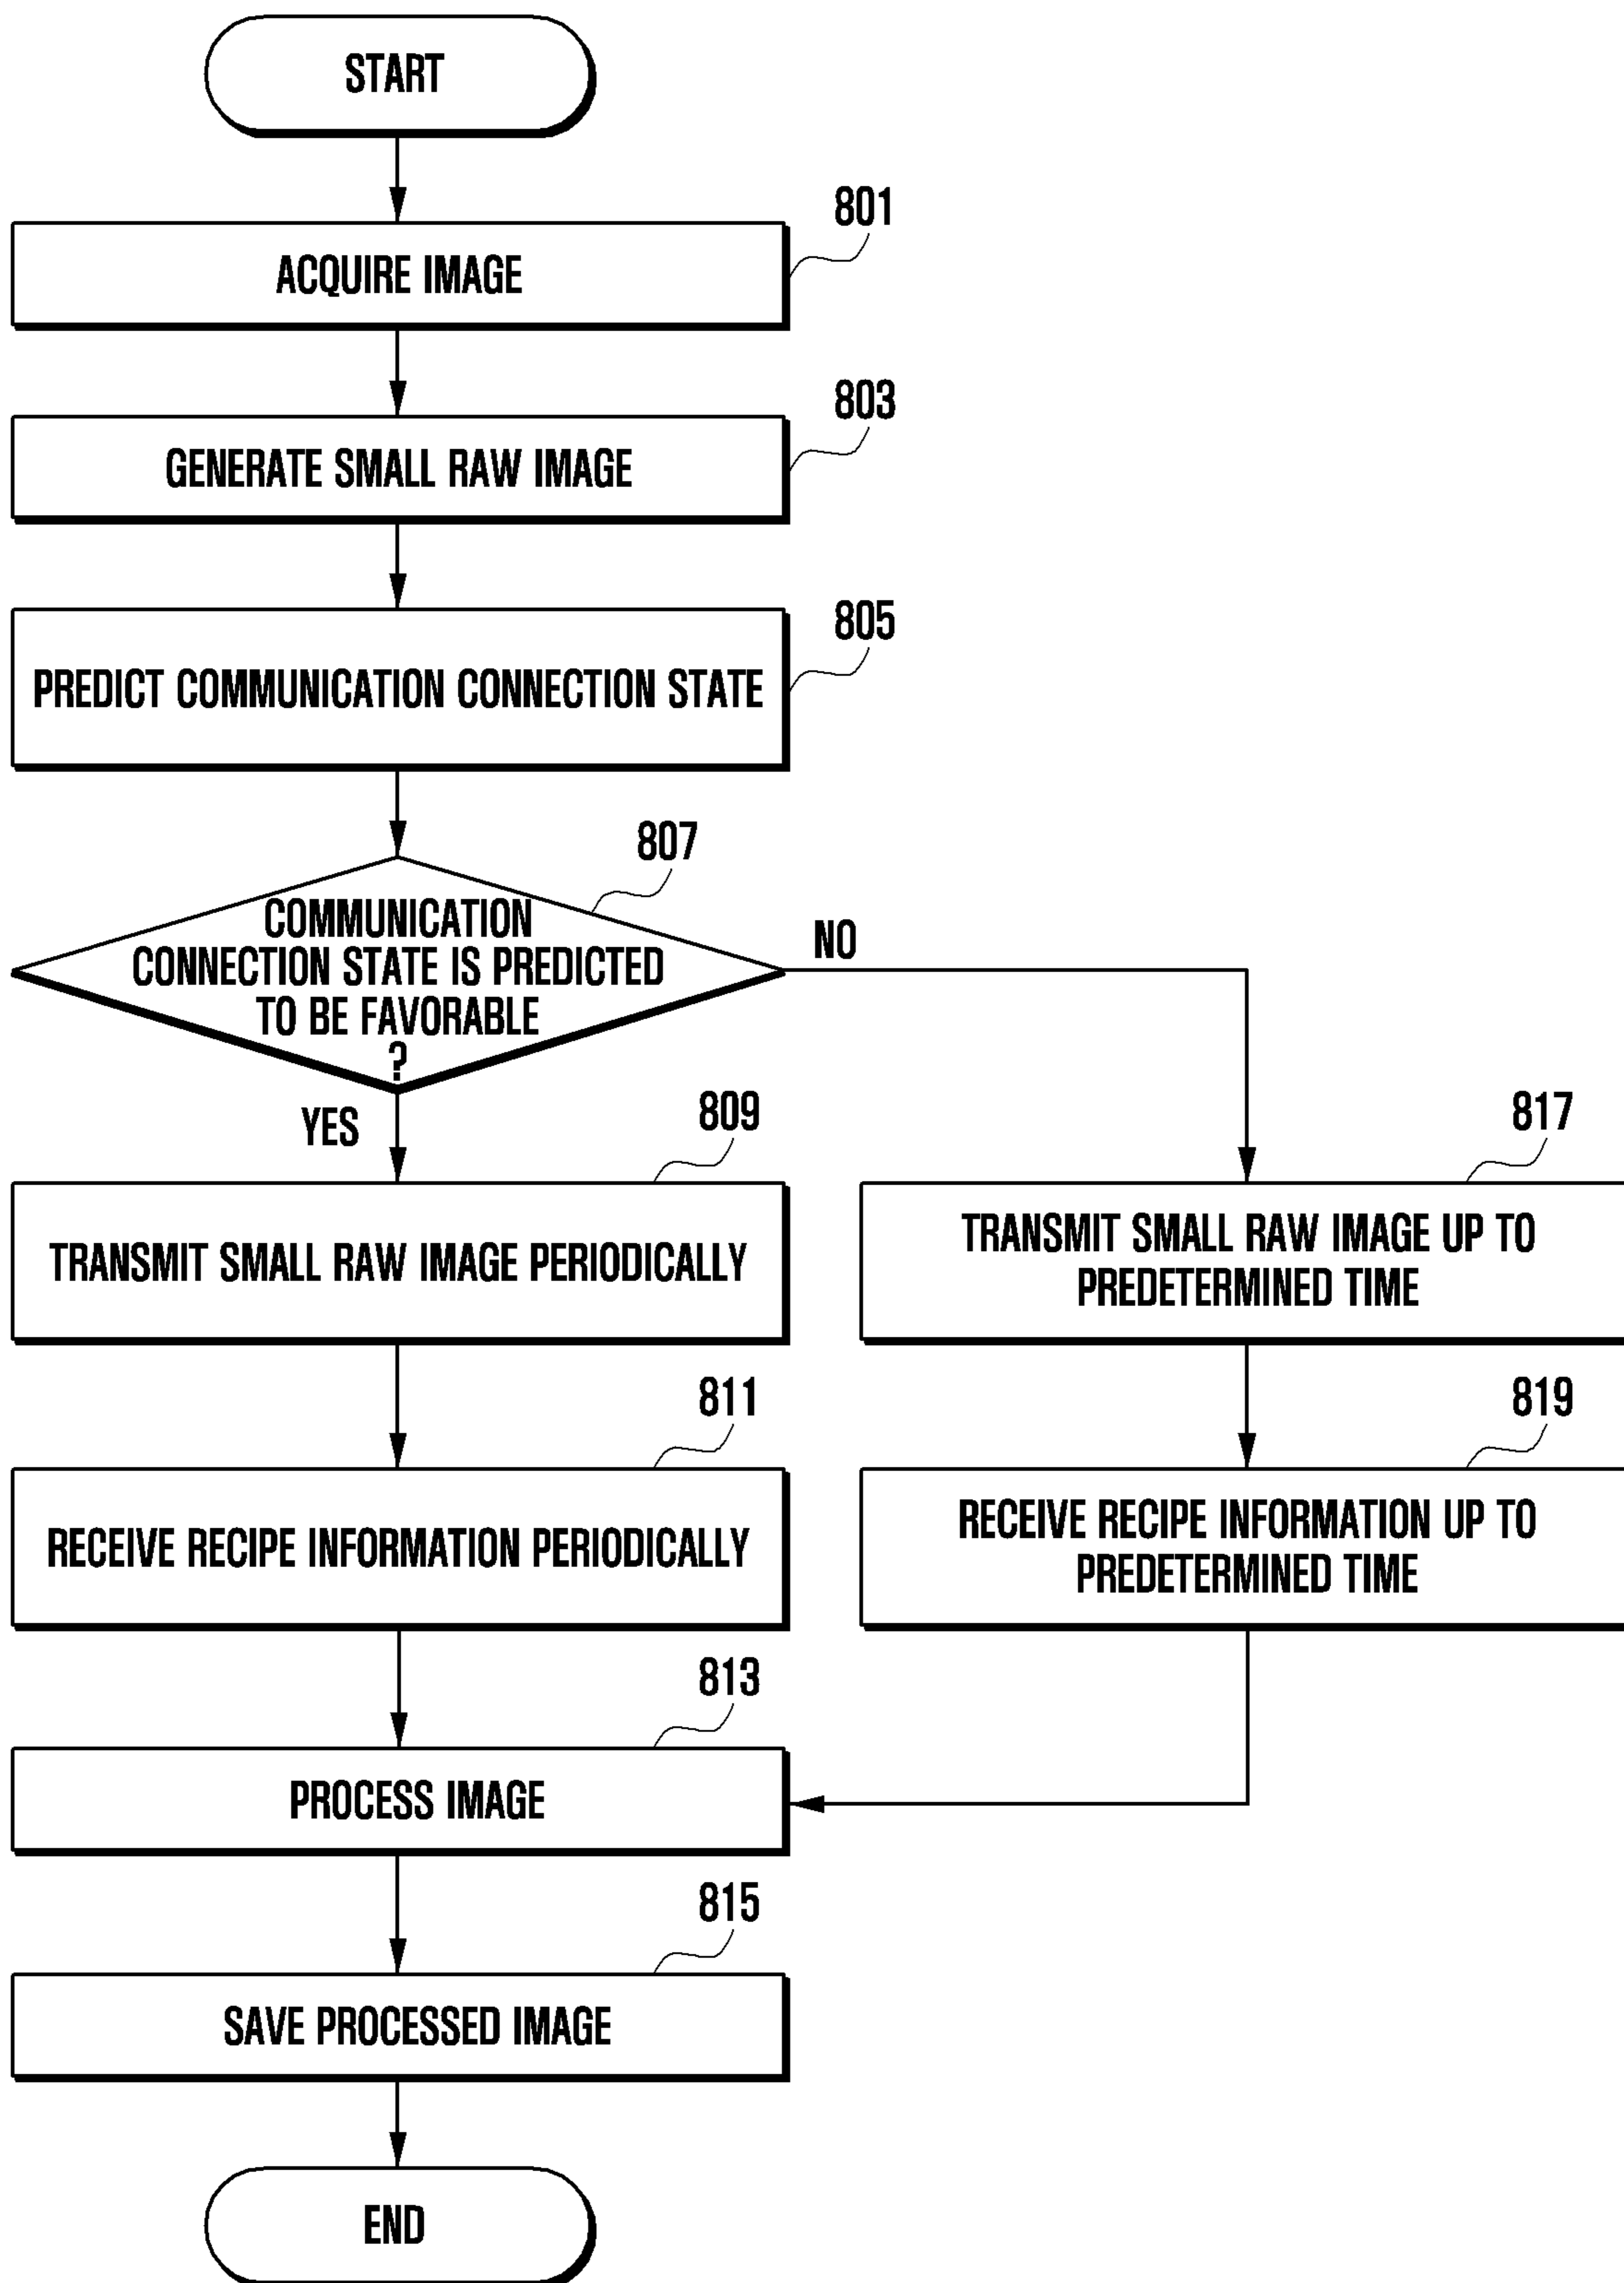 START
801
ACQUIRE IMAGE
803
GENERATE SMALL RAW IMAGE
805
PREDICT COMMUNICATION CONNECTION STATE
807
COMMUNICATION
CONNECTION STATE IS PREDICTED
TO BE FAVORABLE
?
NO
YES
809
TRANSMIT SMALL RAW IMAGE PERIODICALLY
817
TRANSMIT SMALL RAW IMAGE UP TO
PREDETERMINED TIME
811
RECEIVE RECIPE INFORMATION PERIODICALLY
819
RECEIVE RECIPE INFORMATION UP TO
PREDETERMINED TIME
813
PROCESS IMAGE
815
SAVE PROCESSED IMAGE
END